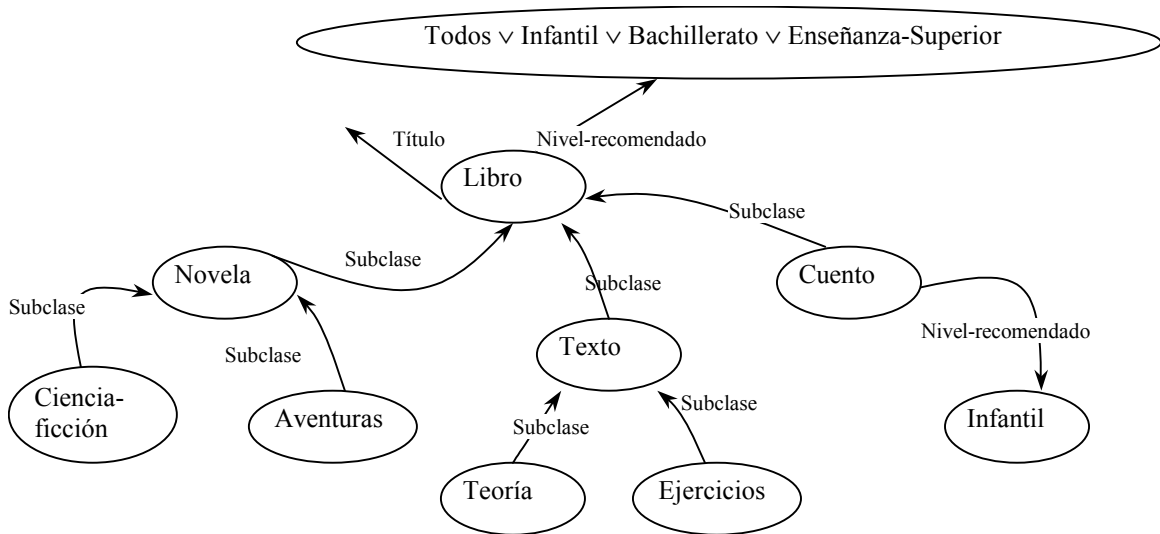 Todos ∨ Infantil ∨ Bachillerato ∨ Enseñanza-Superior
Título
Nivel-recomendado
Libro
Subclase
Novela
Subclase
Subclase
Cuento
Subclase
Subclase
Nivel-recomendado
Texto
Ciencia-
ficción
Aventuras
Subclase
Subclase
Infantil
Teoría
Ejercicios